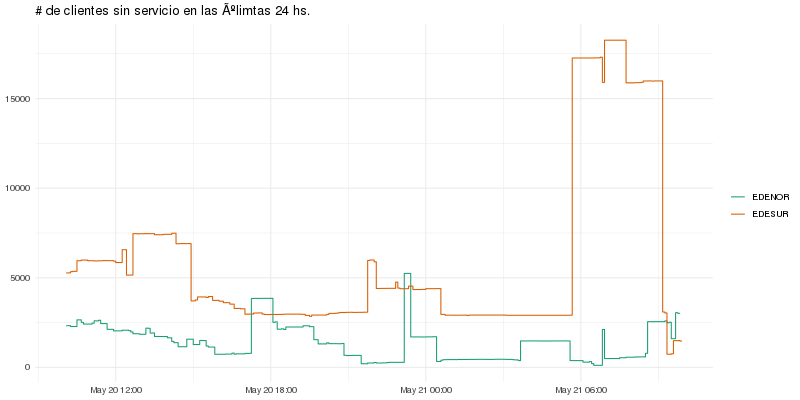 # de clientes sin servicio en las Ãºlimtas 24 hs.
15000
10000
5000
0
May 20 12:00
May 20 18:00
May 21 00:00
May 21 06:00
EDENOR
EDESUR